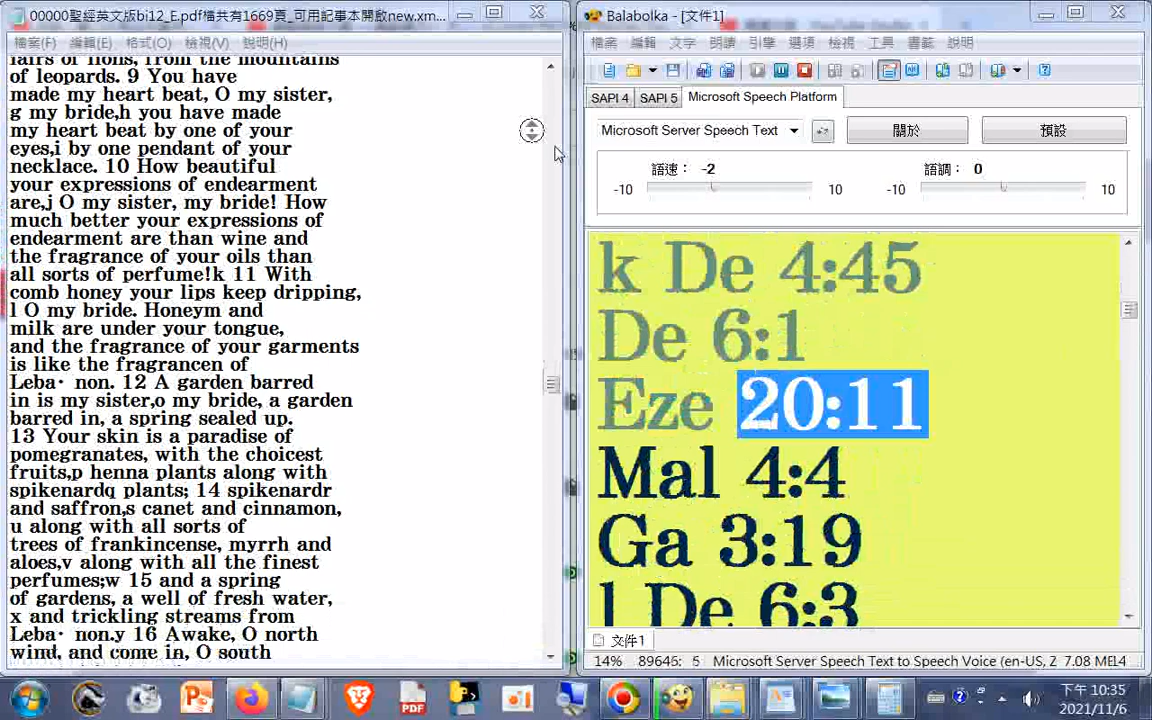 00000聖經英文版bi12_E.pdf檔共有1669頁_可用記事本開啟new.xm...
檔案(F) 編輯(E) 格式(O) 檢視(V) 說明(H)
lairs of lions, from the mountains
of leopards. 9 You have
made my heart beat, O my sister,
g my bride,h you have made
my heart beat by one of your
eyes,i by one pendant of your
necklace. 10 How beautiful
your expressions of endearment
are,j O my sister, my bride! How
much better your expressions of
endearment are than wine and
the fragrance of your oils than
all sorts of perfume!k 11 With
comb honey your lips keep dripping,
l O my bride. Honeym and
milk are under your tongue,
and the fragrance of your garments
is like the fragrancen of
Leba· non. 12 A garden barred
in is my sister,o my bride, a garden
barred in, a spring sealed up.
13 Your skin is a paradise of
pomegranates, with the choicest
fruits,p henna plants along with
spikenardq plants; 14 spikenardr
and saffron,s canet and cinnamon,
u along with all sorts of
trees of frankincense, myrrh and
aloes,v along with all the finest
perfumes;w 15 and a spring
of gardens, a well of fresh water,
x and trickling streams from
Leba· non.y 16 Awake, O north
wind, and come in, O south
Balabolka - [文件1]
檔案 編輯 文字 朗讀 引擎 選項 檢視 工具 書籤 說明
SAPI 4 SAPI 5 Microsoft Speech Platform
Microsoft Server Speech Text 關於 預設
語速： -2 語調： 0
-10 10 -10 10
k De 4:45
De 6:1
Eze 20:11
Mal 4:4
Ga 3:19
l De 6:3
文件1
14% 89645: 5 Microsoft Server Speech Text to Speech Voice (en-US, 2 7.08 ME14
下午 10:35
2021/11/6